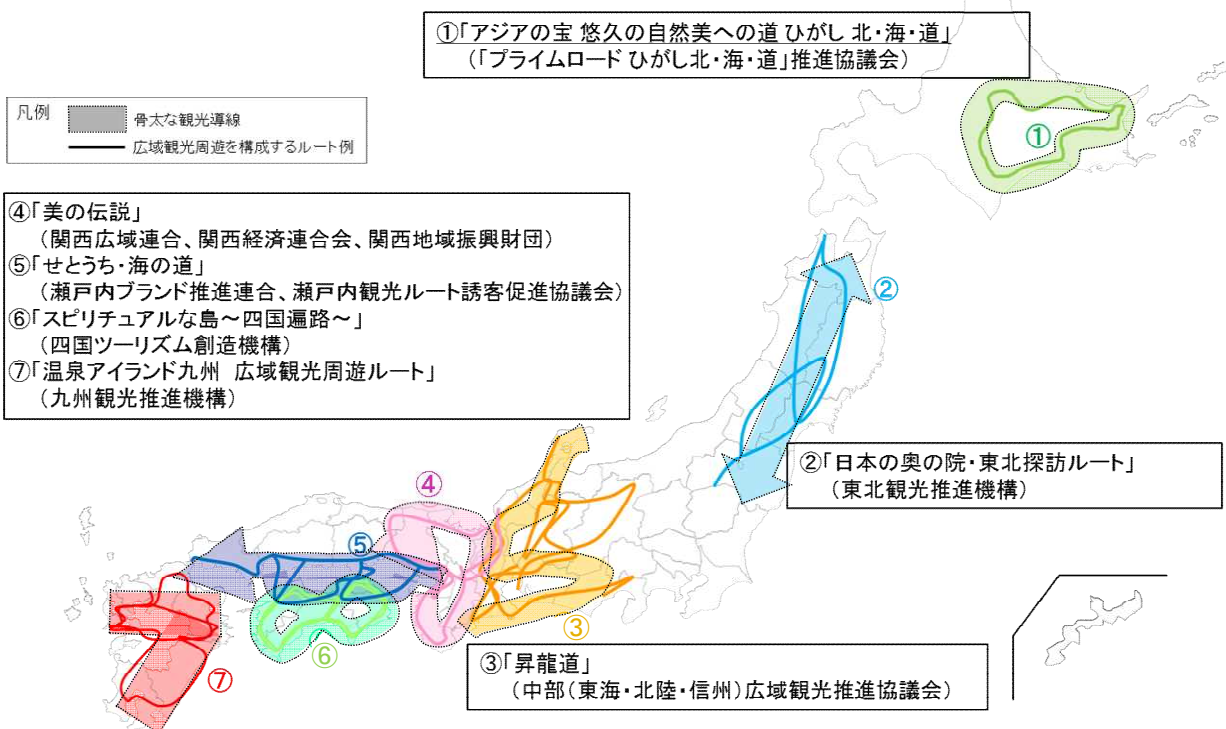 ①「アジアの宝 悠久の自然美への道 ひがし 北・海・道」
（「プライムロード ひがし北・海・道」推進協議会）
凡例
骨太な観光導線
広域観光周遊を構成するルート例
①
④「美の伝説」
（関西広域連合、関西経済連合会、関西地域振興財団）
⑤「せとうち・海の道」
（瀬戸内ブランド推進連合、瀬戸内観光ルート誘客促進協議会）
⑥「スピリチュアルな島～四国遍路～」
（四国ツーリズム創造機構）
⑦「温泉アイランド九州 広域観光周遊ルート」
（九州観光推進機構）
②
②「日本の奥の院・東北探訪ルート」
（東北観光推進機構）
④
⑤
③
⑥
⑦
③「昇龍道」
（中部（東海・北陸・信州）広域観光推進協議会）